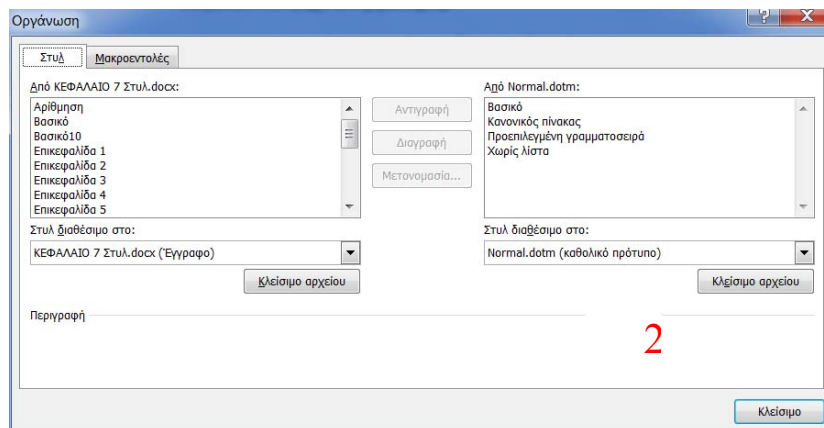 Οργάνωση
? X
Στυλ Μακροεντολές
Από ΚΕΦΑΛΑΙΟ 7 Στυλ.docx:
Αρίθμηση
Βασικό
Βασικό10
Επικεφαλίδα 1
Επικεφαλίδα 2
Επικεφαλίδα 3
Επικεφαλίδα 4
Επικεφαλίδα 5
Αντιγραφή
Διαγραφή
Μετονομασία...
Από Normal.dotm:
Βασικό
Κανονικός πίνακας
Προεπιλεγμένη γραμματοσειρά
Χωρίς λίστα
Στυλ διαθέσιμο στο:
ΚΕΦΑΛΑΙΟ 7 Στυλ.docx (Έγγραφο)
Κλείσιμο αρχείου
Στυλ διαθέσιμο στο:
Normal.dotm (καθολικό πρότυπο)
Κλείσιμο αρχείου
Περιγραφή
2
Κλείσιμο